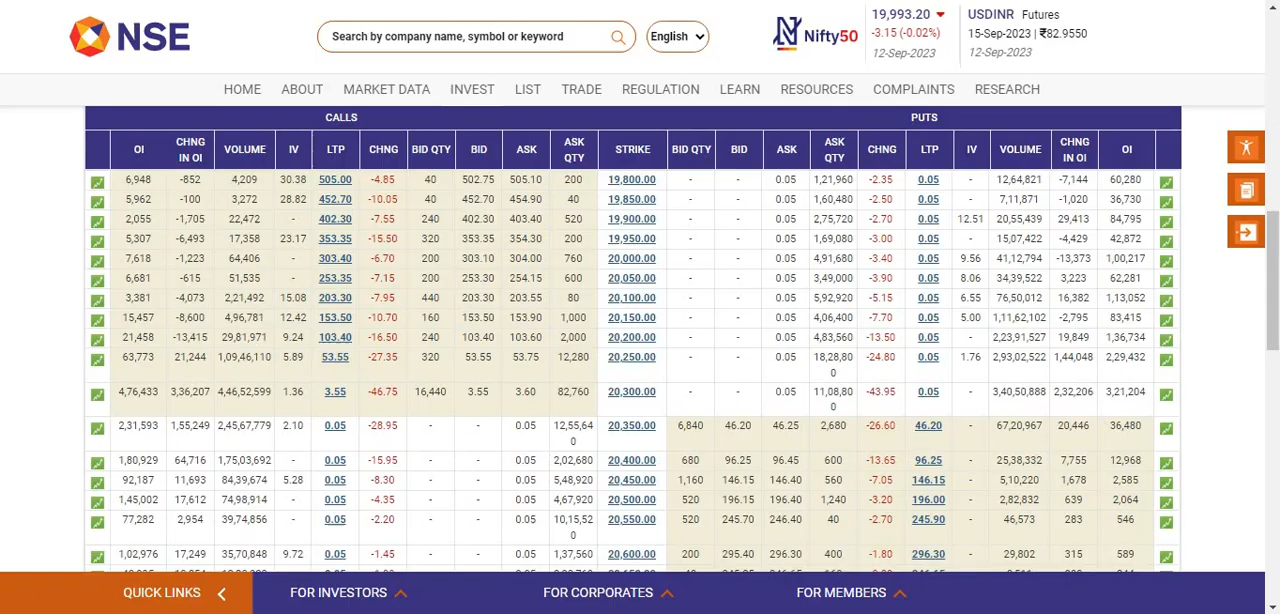 NSE
Search by company name, symbol or keyword
English
Nifty50
19,993.20
-3.15 (-0.02%)
12-Sep-2023
USDINR Futures
15-Sep-2023 | ₹82.9550
12-Sep-2023
HOME ABOUT MARKET DATA INVEST LIST TRADE REGULATION LEARN RESOURCES COMPLAINTS RESEARCH
CALLS PUTS
OI CHNG IN OI VOLUME IV LTP CHNG BID QTY BID ASK ASK QTY STRIKE BID QTY BID ASK ASK QTY CHNG LTP IV VOLUME CHNG IN OI OI
6,948 -852 4,209 30.38 505.00 -4.85 40 502.75 505.10 200 19,800.00 - - 0.05 1,21,960 -2.35 0.05 - 12,64,821 -7,144 60,280
5,962 -100 3,272 28.82 452.70 -10.05 40 452.70 454.90 40 19,850.00 - - 0.05 1,60,480 -2.50 0.05 - 7,11,871 -1,020 36,730
2,055 -1,705 22,472 - 402.30 -7.55 240 402.30 403.40 520 19,900.00 - - 0.05 2,75,720 -2.70 0.05 12.51 20,55,439 29,413 84,795
5,307 -6,493 17,358 23.17 353.35 -15.50 320 353.35 354.30 200 19,950.00 - - 0.05 1,69,080 -3.00 0.05 - 15,07,422 -4,429 42,872
7,618 -1,223 64,406 - 303.40 -6.70 200 303.10 304.00 760 20,000.00 - - 0.05 4,91,680 -3.40 0.05 9.56 41,12,794 -13,373 1,00,217
6,681 -615 51,535 - 253.35 -7.15 200 253.30 254.15 600 20,050.00 - - 0.05 3,49,000 -3.90 0.05 8.06 34,39,522 3,223 62,281
3,381 -4,073 2,21,492 15.08 203.30 -7.95 440 203.30 203.55 80 20,100.00 - - 0.05 5,92,920 -5.15 0.05 6.55 76,50,012 16,382 1,13,052
15,457 -8,600 4,96,781 12.42 153.50 -10.70 160 153.50 153.90 1,000 20,150.00 - - 0.05 4,06,400 -7.70 0.05 5.00 1,11,62,102 -2,795 83,415
21,458 -13,415 29,81,971 9.24 103.40 -16.50 240 103.40 103.60 2,000 20,200.00 - - 0.05 4,83,560 -13.50 0.05 - 2,23,91,527 19,849 1,36,734
63,773 21,244 1,09,46,110 5.89 53.55 -27.35 320 53.55 53.75 12,280 20,250.00 - - 0.05 18,28,800 -24.80 0.05 1.76 2,93,02,522 1,44,048 2,29,432
4,76,433 3,36,207 4,46,52,599 1.36 3.55 -46.75 16,440 3.55 3.60 82,760 20,300.00 - - 0.05 11,08,800 -43.95 0.05 - 3,40,50,888 2,32,206 3,21,204
2,31,593 1,55,249 2,45,67,779 2.10 0.05 -28.95 - - 0.05 12,55,640 20,350.00 6,840 46.20 46.25 2,680 -26.60 46.20 - 67,20,967 20,446 36,480
1,80,929 64,716 1,75,03,692 - 0.05 -15.95 - - 0.05 2,02,680 20,400.00 680 96.25 96.45 600 -13.65 96.25 - 25,38,332 7,755 12,968
92,187 11,693 84,39,674 5.28 0.05 -8.30 - - 0.05 5,48,920 20,450.00 1,160 146.15 146.40 560 -7.05 146.15 - 5,10,220 1,678 2,585
1,45,002 17,612 74,98,914 - 0.05 -4.35 - - 0.05 4,67,920 20,500.00 520 196.15 196.40 1,240 -3.20 196.00 - 2,82,832 639 2,064
77,282 2,954 39,74,856 - 0.05 -2.20 - - 0.05 10,15,520 20,550.00 520 245.70 246.40 40 -2.70 245.90 - 46,573 283 546
1,02,976 17,249 35,70,848 9.72 0.05 -1.45 - - 0.05 1,37,560 20,600.00 200 295.40 296.30 400 -1.80 296.30 - 29,802 315 589
QUICK LINKS FOR INVESTORS FOR CORPORATES FOR MEMBERS